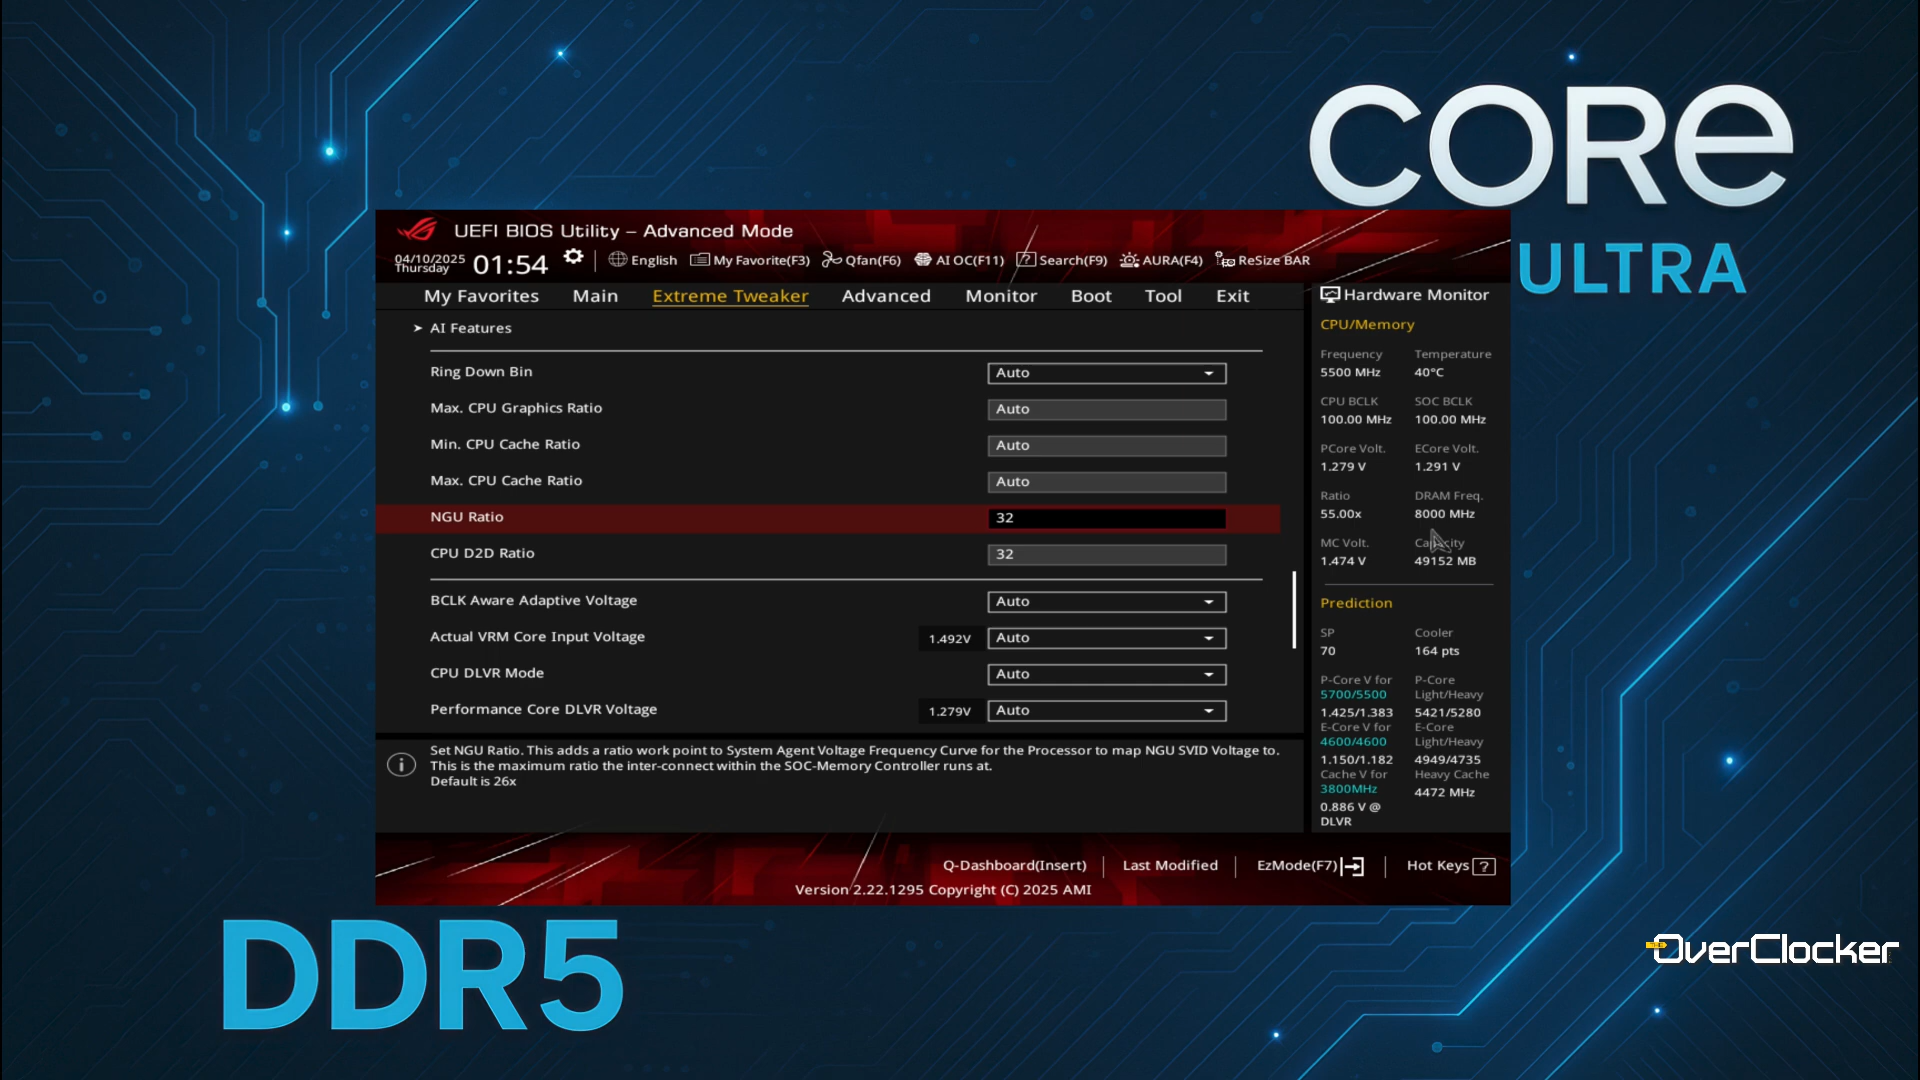 CORE
ULTRA
UEFI BIOS Utility – Advanced Mode
04/10/2025
Thursday
01:54
English
My Favorite(F3)
Qfan(F6)
AI OC(F11)
Search(F9)
AURA(F4)
ReSize BAR
My Favorites
Main
Extreme Tweaker
Advanced
Monitor
Boot
Tool
Exit
AI Features
Ring Down Bin
Auto
Max. CPU Graphics Ratio
Auto
Min. CPU Cache Ratio
Auto
Max. CPU Cache Ratio
Auto
NGU Ratio
32
CPU D2D Ratio
32
BCLK Aware Adaptive Voltage
Auto
Actual VRM Core Input Voltage
1.492V
Auto
CPU DLVR Mode
Auto
Performance Core DLVR Voltage
1.279V
Auto
Set NGU Ratio. This adds a ratio work point to System Agent Voltage Frequency Curve for the Processor to map NGU SVID Voltage to.
This is the maximum ratio the inter-connect within the SOC-Memory Controller runs at.
Default is 26x
Hardware Monitor
CPU/Memory
Frequency Temperature
5500 MHz 40°C
CPU BCLK SOC BCLK
100.00 MHz 100.00 MHz
PCore Volt. ECore Volt.
1.279 V 1.291 V
Ratio DRAM Freq.
55.00x 8000 MHz
MC Volt. Capacity
1.474 V 49152 MB
Prediction
SP Cooler
70 164 pts
P-Core V for P-Core
5700/5500 Light/Heavy
1.425/1.383 5421/5280
E-Core V for E-Core
4600/4600 Light/Heavy
1.150/1.182 4949/4735
Cache V for Heavy Cache
3800MHz 4472 MHz
0.886 V @
DLVR
Q-Dashboard(Insert)
Last Modified
EzMode(F7)
Hot Keys ?
Version 2.22.1295 Copyright (C) 2025 AMI
DDR5
OverClocker